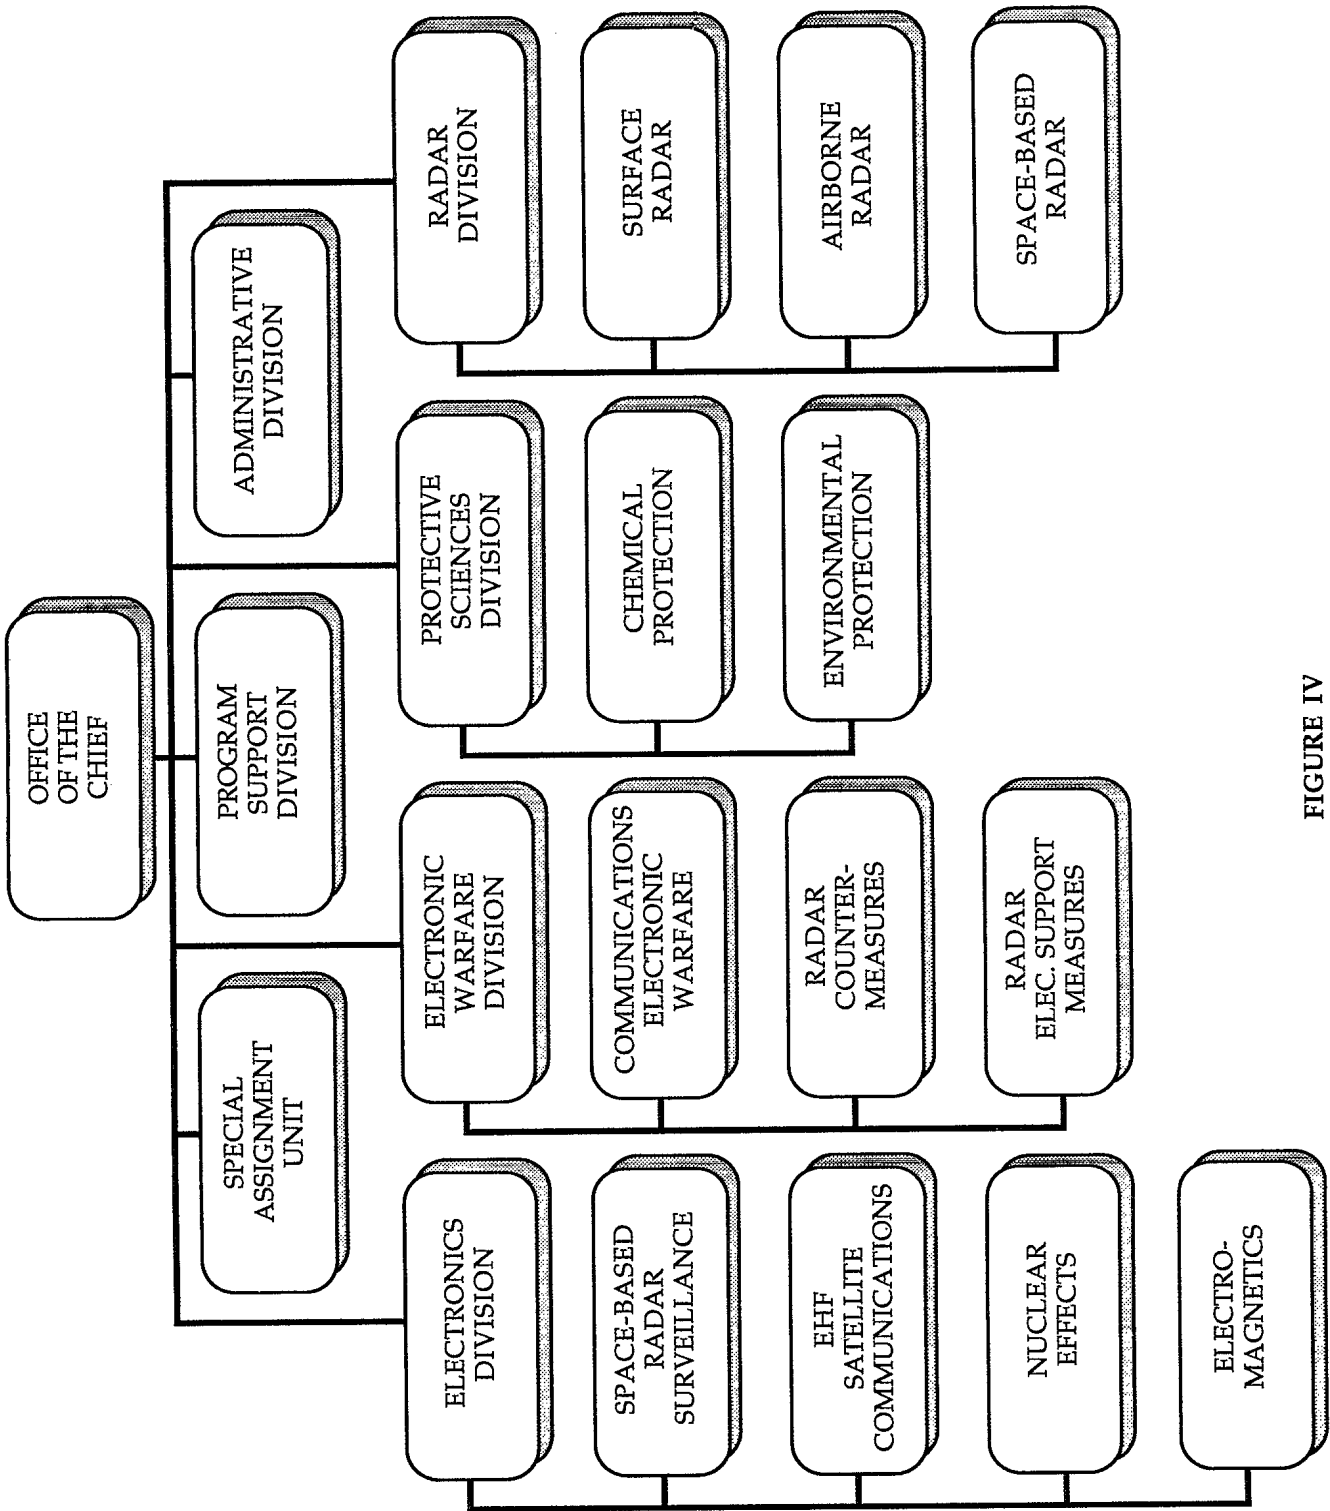 OFFICE
OF THE
CHIEF
SPECIAL
ASSIGNMENT
UNIT
PROGRAM
SUPPORT
DIVISION
ADMINISTRATIVE
DIVISION
ELECTRONICS
DIVISION
SPACE-BASED
RADAR
SURVEILLANCE
EHF
SATELLITE
COMMUNICATIONS
NUCLEAR
EFFECTS
ELECTRO-
MAGNETICS
ELECTRONIC
WARFARE
DIVISION
COMMUNICATIONS
ELECTRONIC
WARFARE
RADAR
COUNTER-
MEASURES
RADAR
ELEC. SUPPORT
MEASURES
PROTECTIVE
SCIENCES
DIVISION
CHEMICAL
PROTECTION
ENVIRONMENTAL
PROTECTION
RADAR
DIVISION
SURFACE
RADAR
AIRBORNE
RADAR
SPACE-BASED
RADAR
FIGURE IV